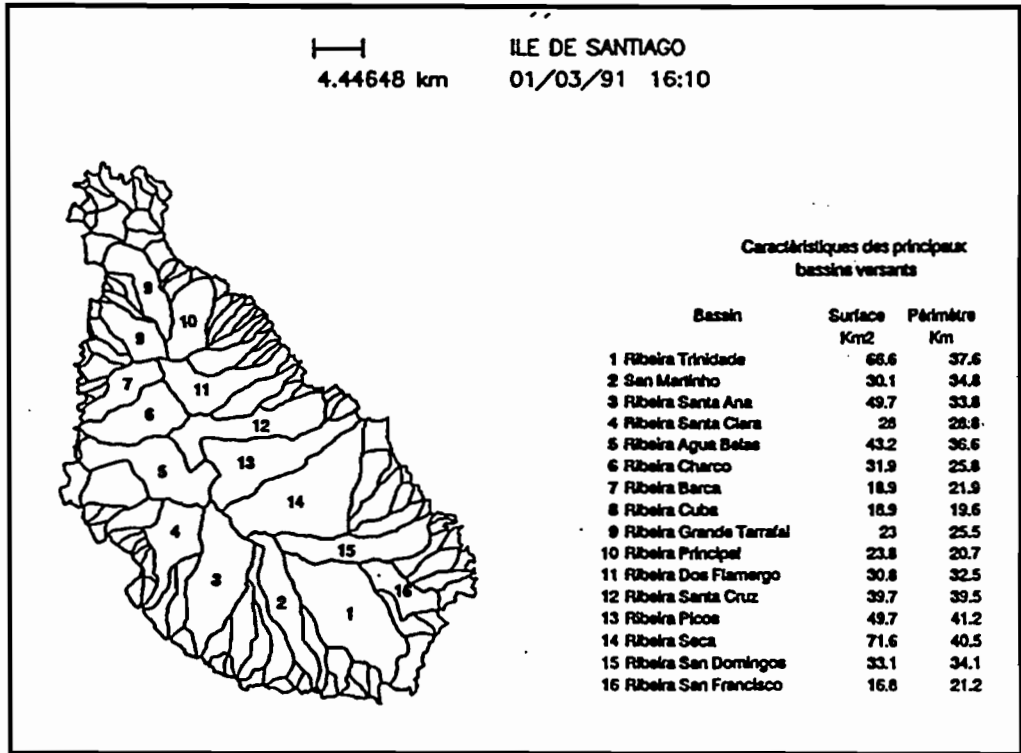 ILE DE SANTIAGO
4.44648 km 01/03/91 16:10
Caractèristiques des principaux
bassins versants
Bassin Surface Périmètre
Km2 Km
1 Ribeira Trinidade 66.6 37.6
2 San Martinho 30.1 34.8
3 Ribeira Santa Ana 49.7 33.8
4 Ribeira Santa Clara 26 26.8
5 Ribeira Agua Belas 43.2 36.6
6 Ribeira Charco 31.9 25.8
7 Ribeira Barca 18.9 21.9
8 Ribeira Cuba 16.9 19.6
9 Ribeira Grande Tarrafal 23 25.5
10 Ribeira Principal 23.8 20.7
11 Ribeira Dos Flamergo 30.8 32.5
12 Ribeira Santa Cruz 39.7 39.5
13 Ribeira Picos 49.7 41.2
14 Ribeira Seca 71.6 40.5
15 Ribeira San Domingos 33.1 34.1
16 Ribeira San Francisco 16.8 21.2
9
10
9
7
11
6
12
13
5
14
4
15
3
2
16
1